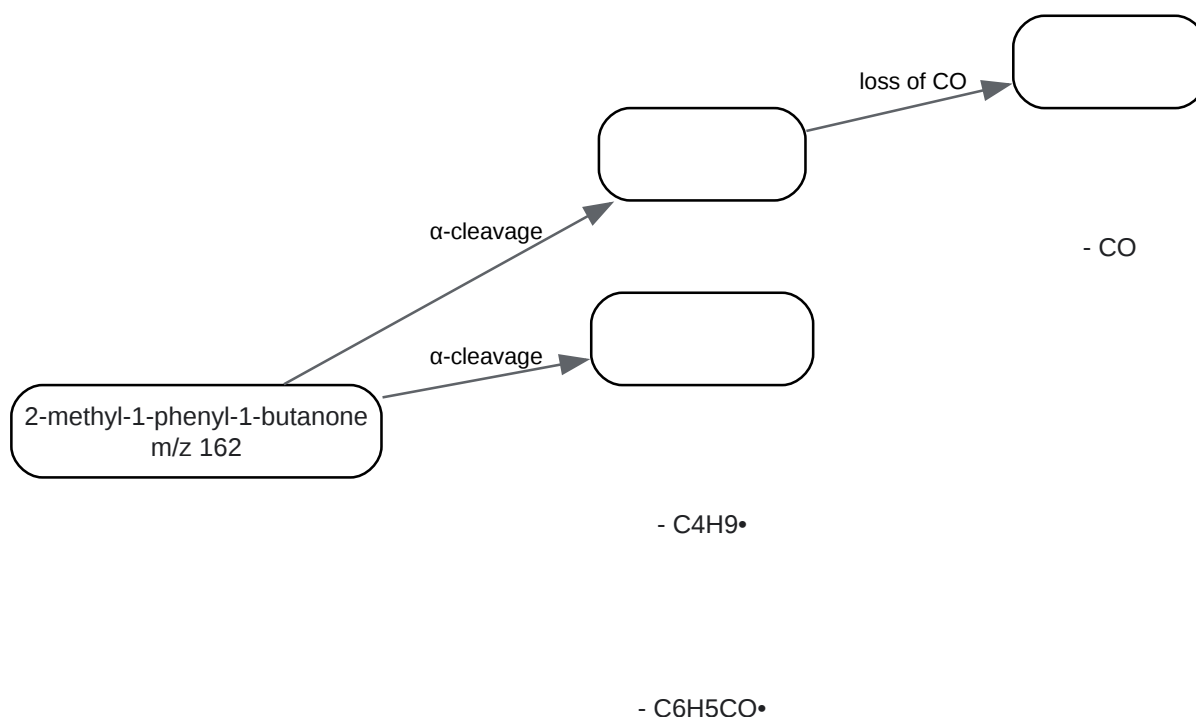 loss of CO
α-cleavage
- CO
α-cleavage
2-methyl-1-phenyl-1-butanone
m/z 162
- C4H9•
- C6H5CO•